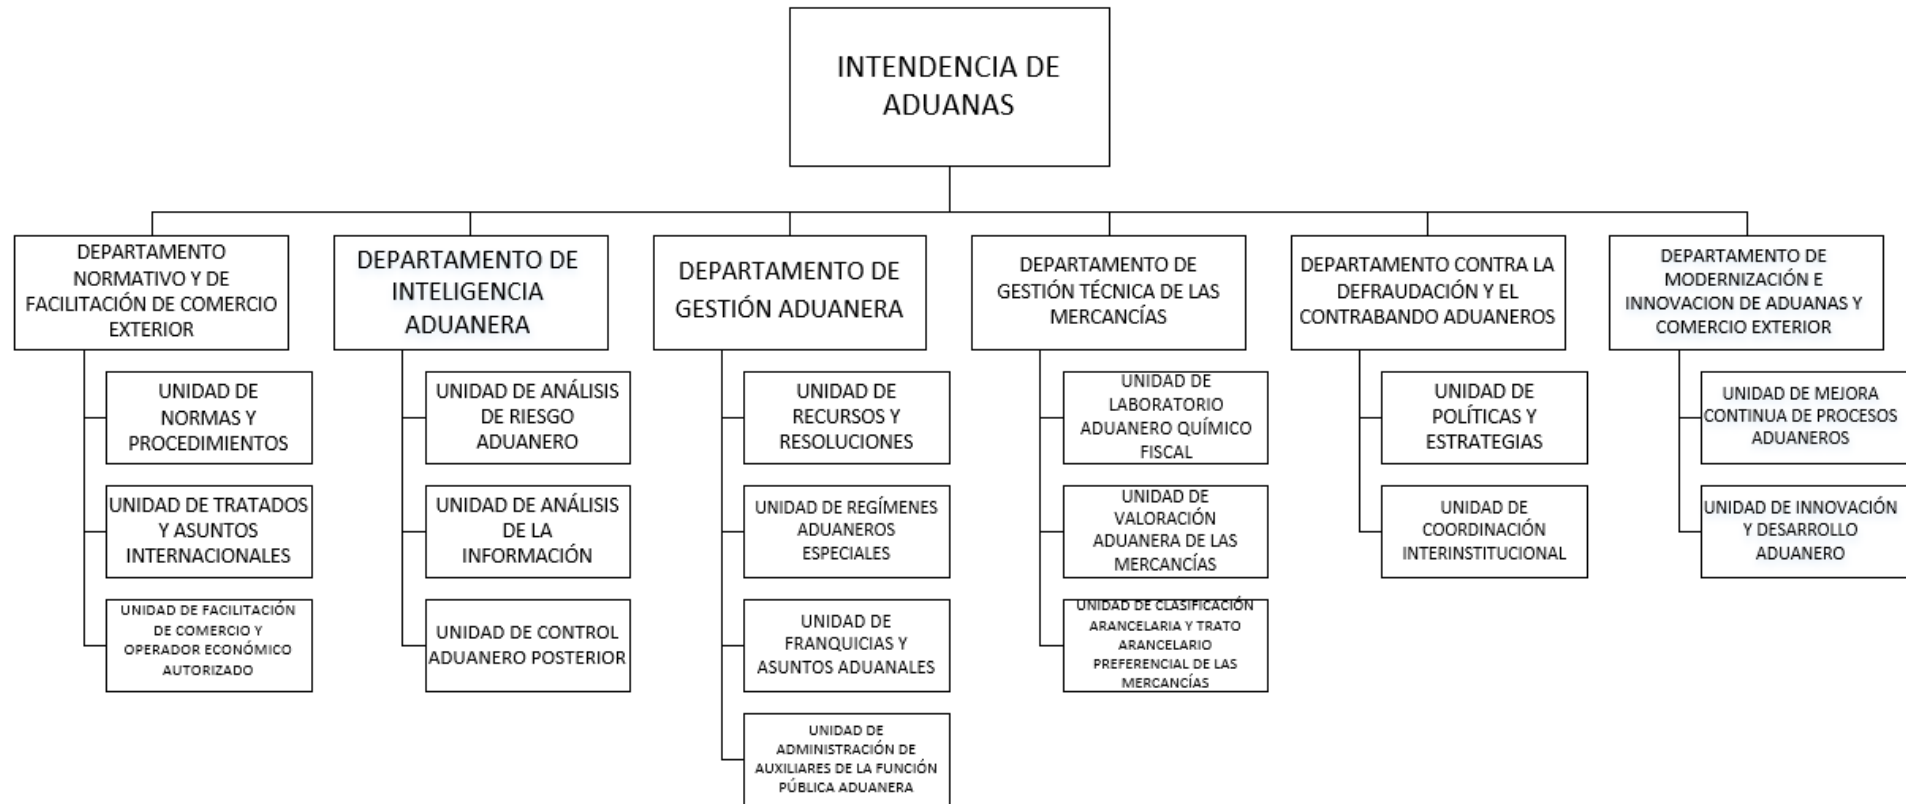 INTENDENCIA DE
ADUANAS
DEPARTAMENTO
NORMATIVO Y DE
FACILITACIÓN DE COMERCIO
EXTERIOR
UNIDAD DE
NORMAS Y
PROCEDIMIENTOS
UNIDAD DE TRATADOS
Y ASUNTOS
INTERNACIONALES
UNIDAD DE FACILITACIÓN
DE COMERCIO Y
OPERADOR ECONÓMICO
AUTORIZADO
DEPARTAMENTO DE
INTELIGENCIA
ADUANERA
UNIDAD DE ANÁLISIS
DE RIESGO
ADUANERO
UNIDAD DE ANÁLISIS
DE LA
INFORMACIÓN
UNIDAD DE CONTROL
ADUANERO POSTERIOR
DEPARTAMENTO DE
GESTIÓN ADUANERA
UNIDAD DE
RECURSOS Y
RESOLUCIONES
UNIDAD DE REGÍMENES
ADUANEROS
ESPECIALES
UNIDAD DE
FRANQUICIAS Y
ASUNTOS ADUANALES
UNIDAD DE
ADMINISTRACIÓN DE
AUXILIARES DE LA FUNCIÓN
PÚBLICA ADUANERA
DEPARTAMENTO DE
GESTIÓN TÉCNICA DE LAS
MERCANCÍAS
UNIDAD DE
LABORATORIO
ADUANERO QUÍMICO
FISCAL
UNIDAD DE
VALORACIÓN
ADUANERA DE LAS
MERCANCÍAS
UNIDAD DE CLASIFICACIÓN
ARANCELARIA Y TRATO
ARANCELARIO
PREFERENCIAL DE LAS
MERCANCÍAS
DEPARTAMENTO CONTRA LA
DEFRAUDACIÓN Y EL
CONTRABANDO ADUANEROS
UNIDAD DE
POLÍTICAS Y
ESTRATEGIAS
UNIDAD DE
COORDINACIÓN
INTERINSTITUCIONAL
DEPARTAMENTO DE
MODERNIZACIÓN E
INNOVACION DE ADUANAS Y
COMERCIO EXTERIOR
UNIDAD DE MEJORA
CONTINUA DE PROCESOS
ADUANEROS
UNIDAD DE INNOVACIÓN
Y DESARROLLO
ADUANERO